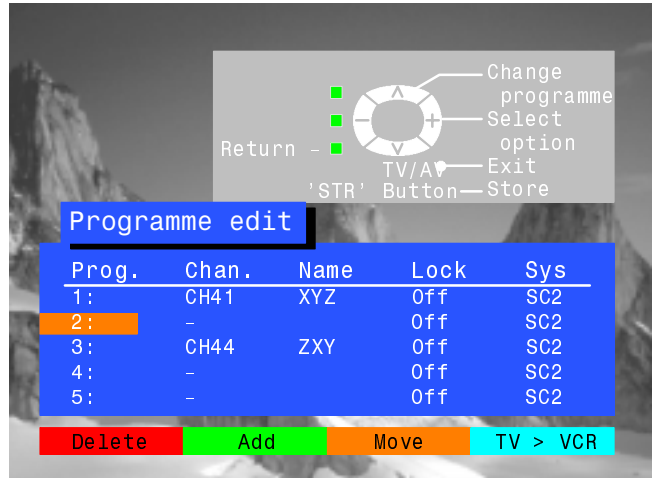 Change
programme
Select
option
Return –
TV/AV
Exit
'STR' Button
Store
Programme edit
Prog. Chan. Name Lock Sys
1: CH41 XYZ Off SC2
2: – Off SC2
3: CH44 ZXY Off SC2
4: – Off SC2
5: – Off SC2
Delete Add Move TV > VCR